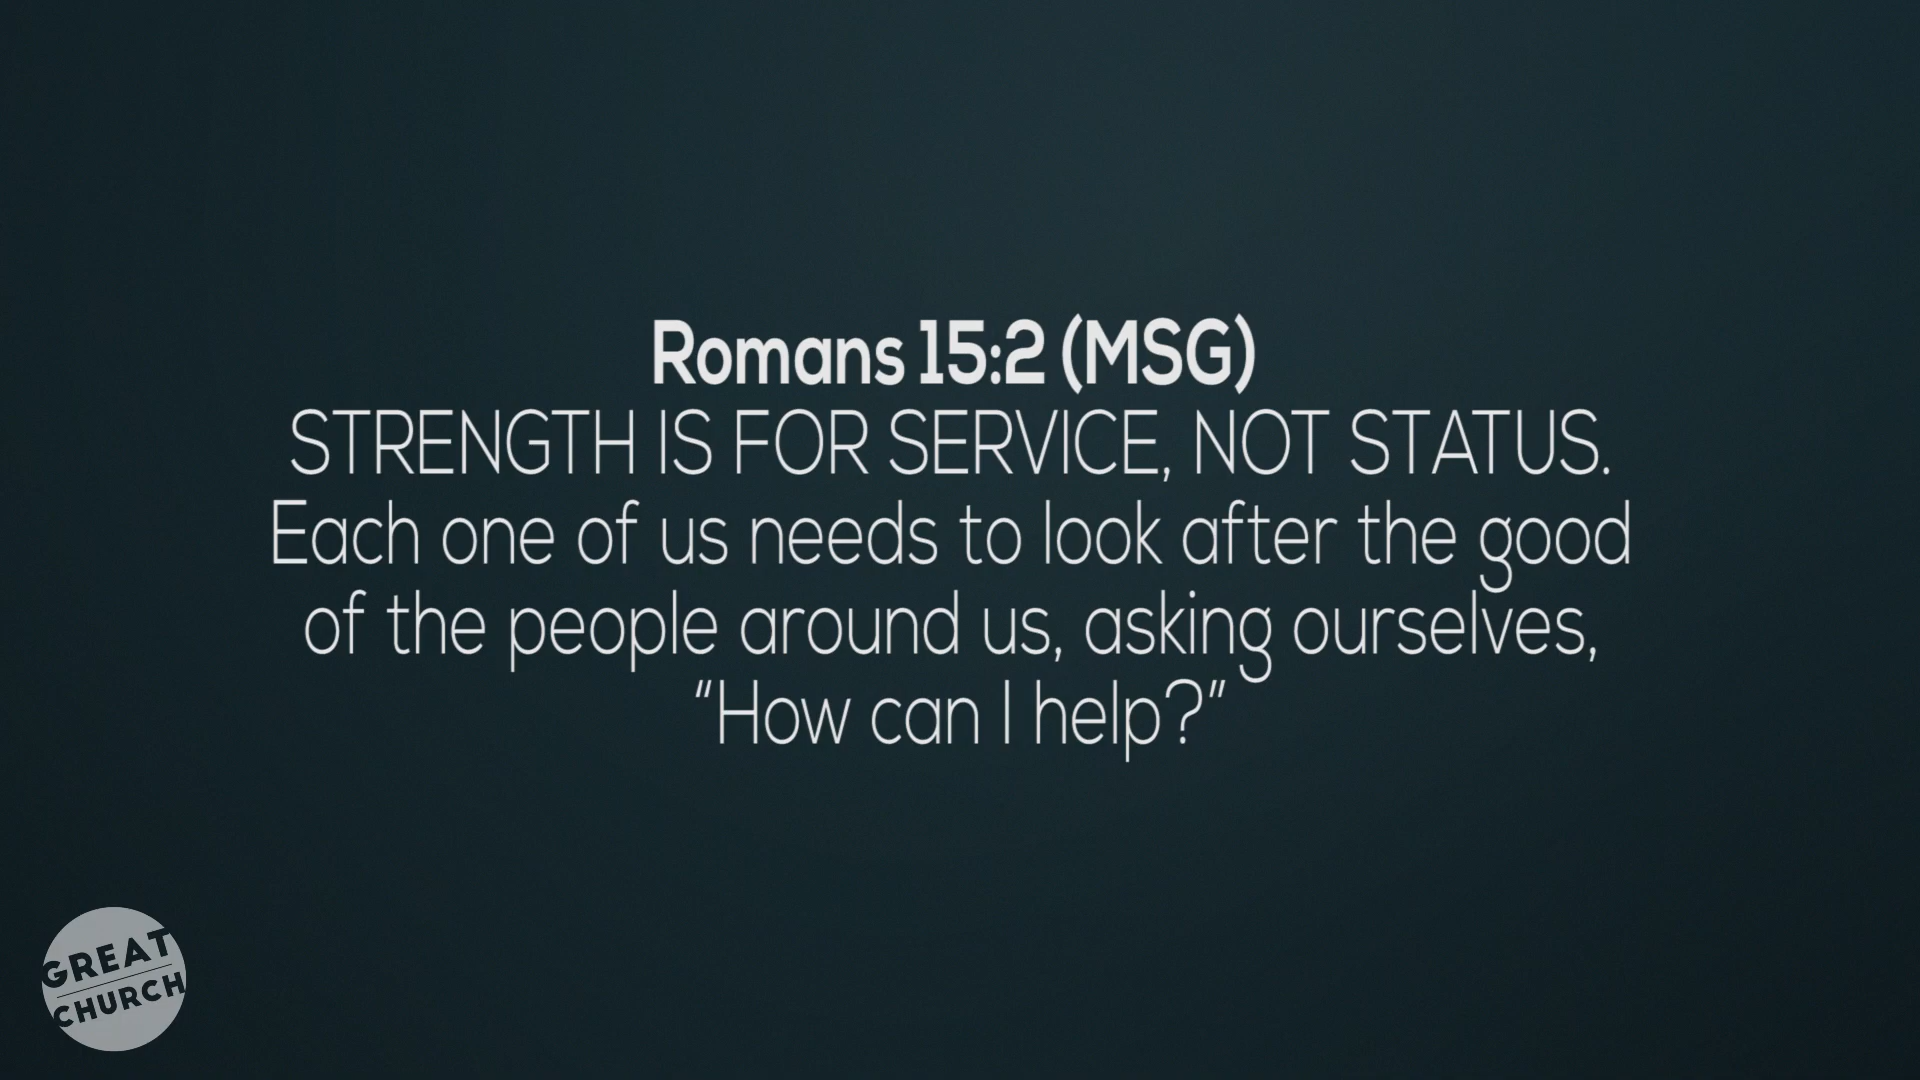 Romans 15:2 (MSG)
STRENGTH IS FOR SERVICE, NOT STATUS.
Each one of us needs to look after the good
of the people around us, asking ourselves,
“How can I help?”
GREAT
CHURCH